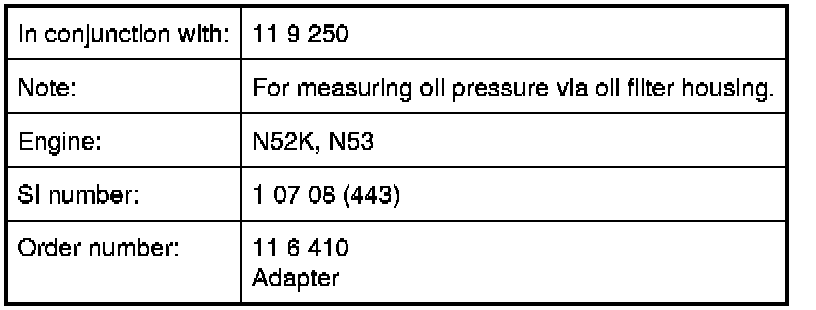 In conjunction with: 11 9 250
Note: For measuring oil pressure via oil filter housing.
Engine: N52K, N53
SI number: 1 07 08 (443)
Order number: 11 6 410
Adapter